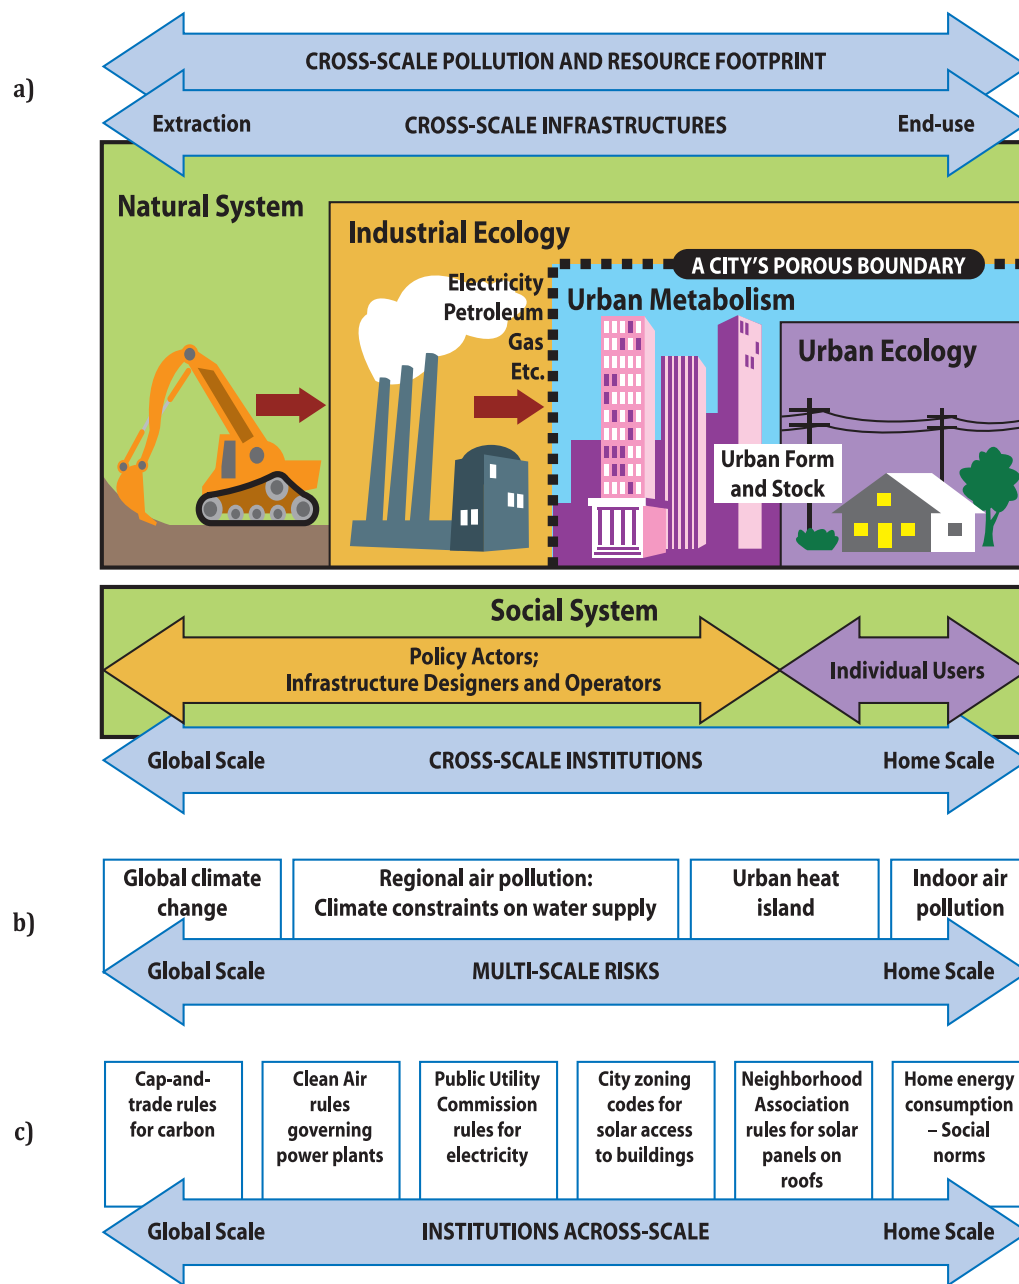 CROSS-SCALE POLLUTION AND RESOURCE FOOTPRINT
a)
Extraction
CROSS-SCALE INFRASTRUCTURES
End-use
Natural System
Industrial Ecology
A CITY'S POROUS BOUNDARY
Electricity
Petroleum
Gas
Etc.
Urban Metabolism
Urban Ecology
Urban Form
and Stock
Social System
Policy Actors;
Infrastructure Designers and Operators
Individual Users
Global Scale
CROSS-SCALE INSTITUTIONS
Home Scale
b)
Global climate
change
Regional air pollution:
Climate constraints on water supply
Urban heat
island
Indoor air
pollution
Global Scale
MULTI-SCALE RISKS
Home Scale
c)
Cap-and-
trade rules
for carbon
Clean Air
rules
governing
power plants
Public Utility
Commission
rules for
electricity
City zoning
codes for
solar access
to buildings
Neighborhood
Association
rules for solar
panels on
roofs
Home energy
consumption
– Social
norms
Global Scale
INSTITUTIONS ACROSS-SCALE
Home Scale